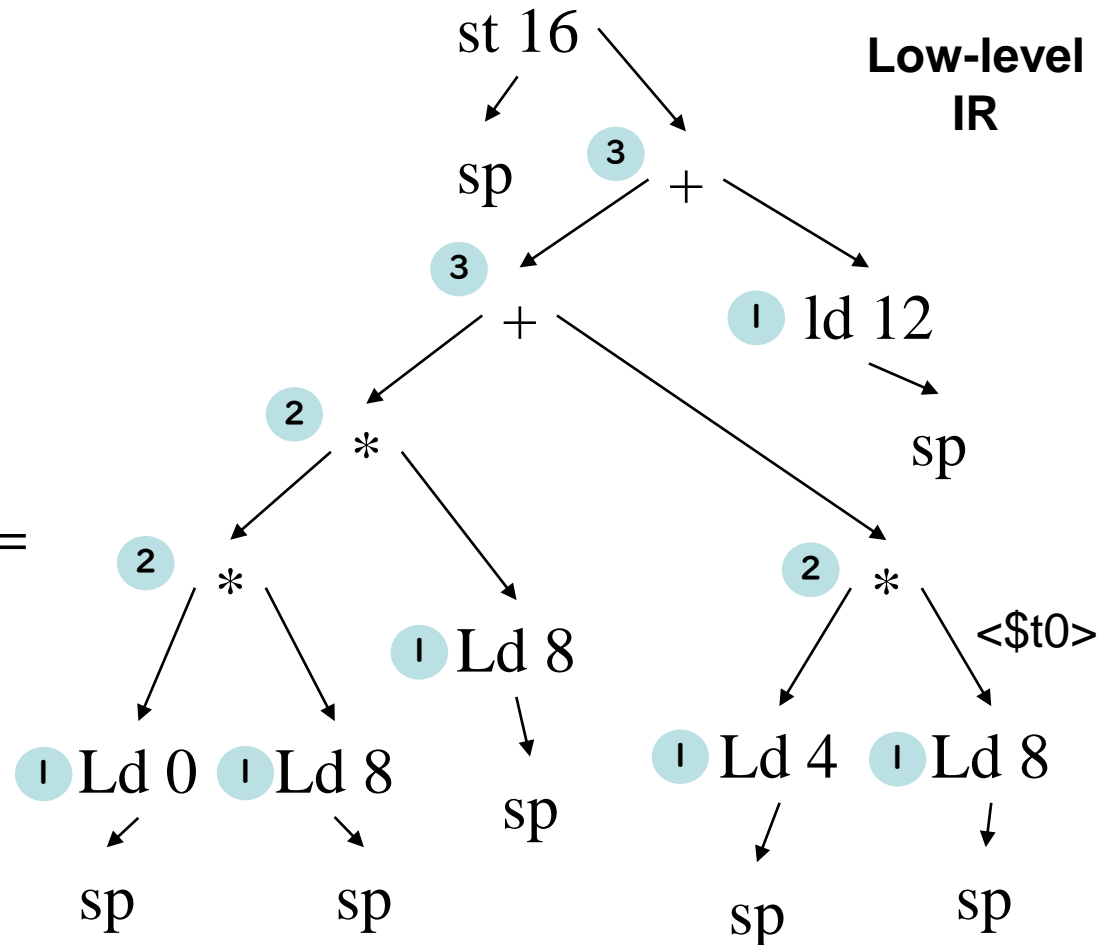 st 16
Low-level
IR
3
sp
+
3
+
I
ld 12
2
*
sp
=
2
*
2
*
<$t0>
I
Ld 8
I
Ld 0
I
Ld 8
I
Ld 4
I
Ld 8
sp
sp
sp
sp
sp